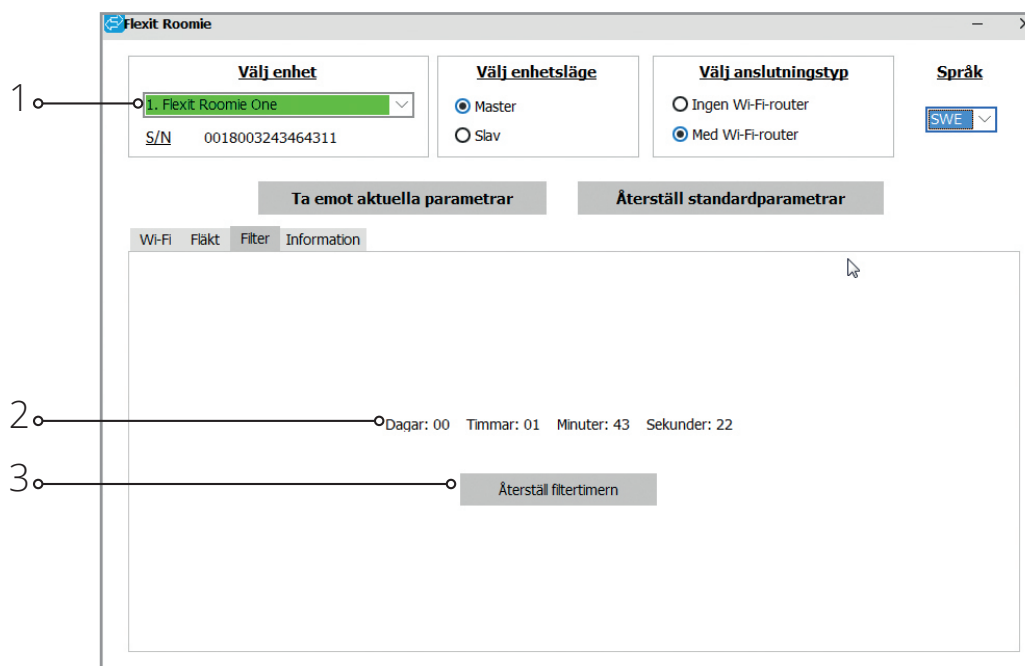 Flexit Roomie
Välj enhet
1
1. Flexit Roomie One
S/N 0018003243464311
Välj enhetsläge
Master
Slav
Välj anslutningstyp
Ingen Wi-Fi-router
Med Wi-Fi-router
Språk
SWE
Ta emot aktuella parametrar
Återställ standardparametrar
Wi-Fi Fläkt Filter Information
2
Dagar: 00 Timmar: 01 Minuter: 43 Sekunder: 22
3
Återställ filtertimern